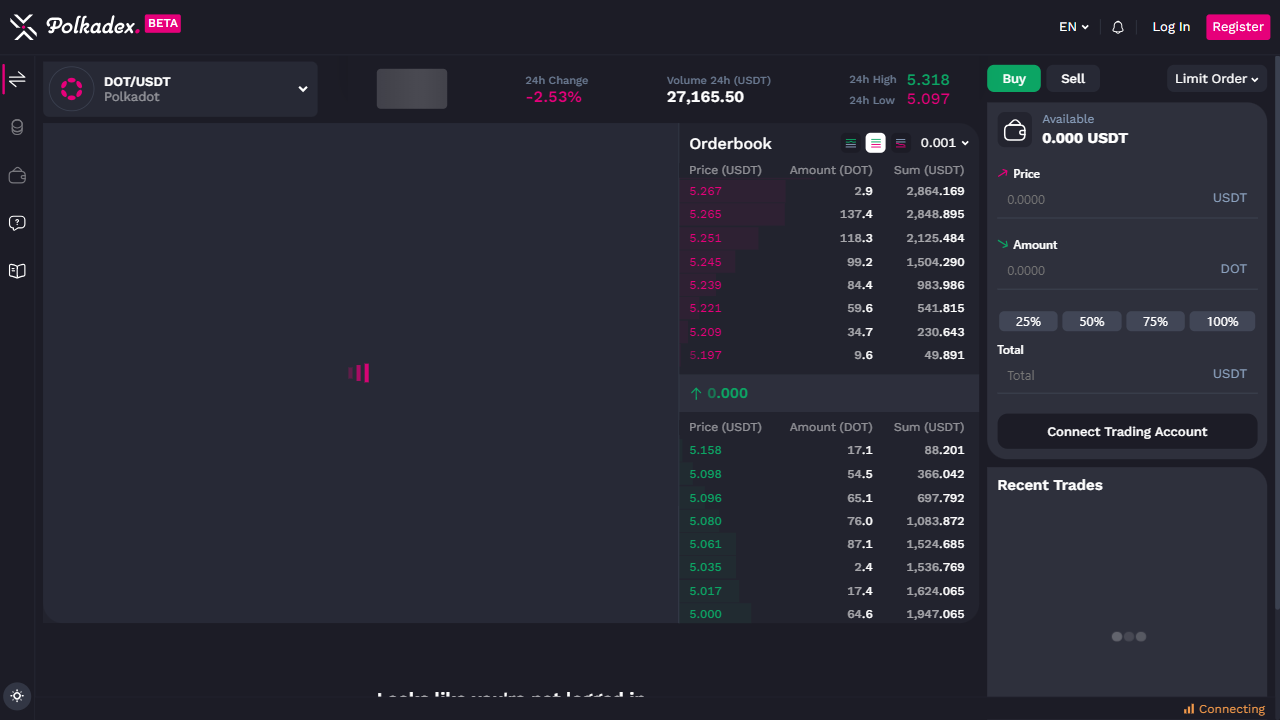 Polkadex. BETA
EN
Log In
Register
DOT/USDT
Polkadot
24h Change
-2.53%
Volume 24h (USDT)
27,165.50
24h High 5.318
24h Low 5.097
Buy
Sell
Limit Order
Orderbook
0.001
Price (USDT) Amount (DOT) Sum (USDT)
5.267 2.9 2,864.169
5.265 137.4 2,848.895
5.251 118.3 2,125.484
5.245 99.2 1,504.290
5.239 84.4 983.986
5.221 59.6 541.815
5.209 34.7 230.643
5.197 9.6 49.891
0.000
Price (USDT) Amount (DOT) Sum (USDT)
5.158 17.1 88.201
5.098 54.5 366.042
5.096 65.1 697.792
5.080 76.0 1,083.872
5.061 87.1 1,524.685
5.035 2.4 1,536.769
5.017 17.4 1,624.065
5.000 64.6 1,947.065
Available
0.000 USDT
Price
0.0000 USDT
Amount
0.0000 DOT
25% 50% 75% 100%
Total
Total USDT
Connect Trading Account
Recent Trades
Looks like you're not logged in
Connecting